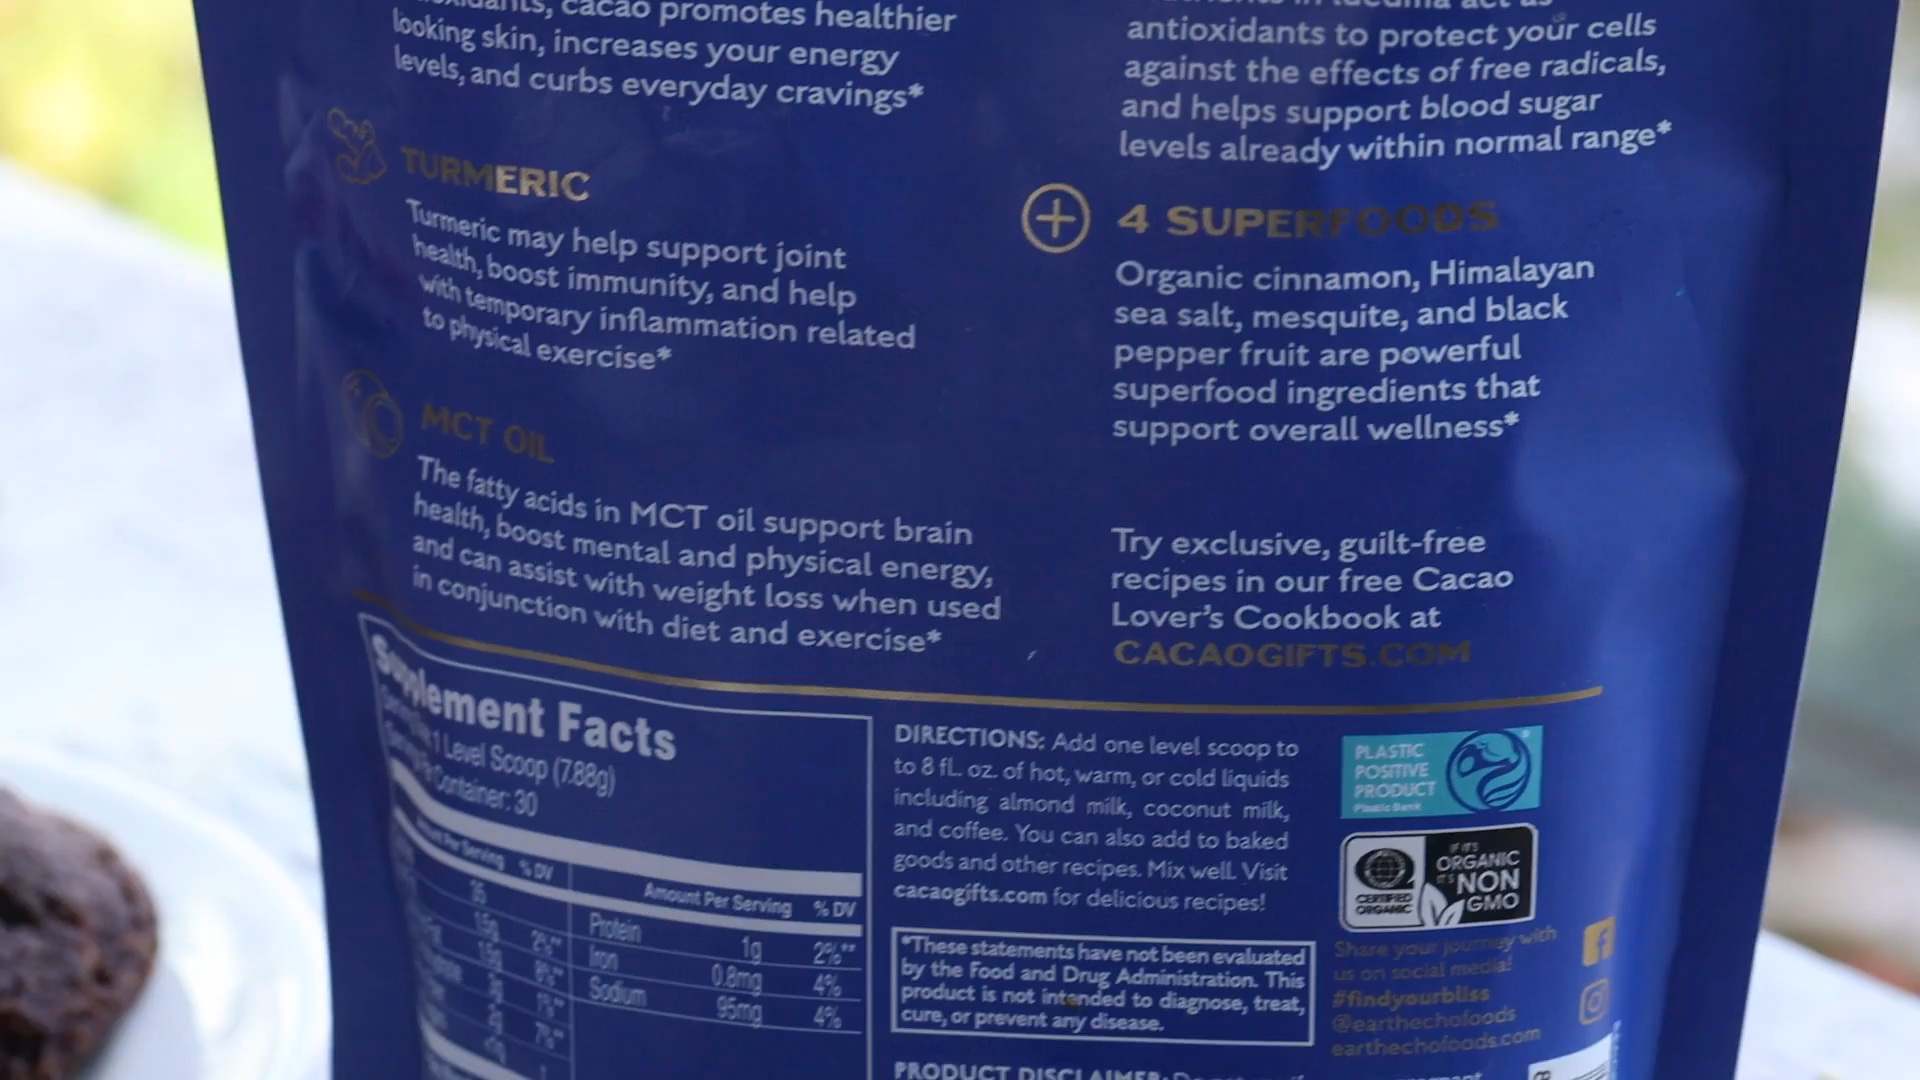 cacao promotes healthier
looking skin, increases your energy
levels, and curbs everyday cravings*
TURMERIC
Turmeric may help support joint
health, boost immunity, and help
with temporary inflammation related
to physical exercise*
MCT OIL
The fatty acids in MCT oil support brain
health, boost mental and physical energy,
and can assist with weight loss when used
in conjunction with diet and exercise*
antioxidants to protect your cells
against the effects of free radicals,
and helps support blood sugar
levels already within normal range*
4 SUPERFOODS
Organic cinnamon, Himalayan
sea salt, mesquite, and black
pepper fruit are powerful
superfood ingredients that
support overall wellness*
Try exclusive, guilt-free
recipes in our free Cacao
Lover's Cookbook at
CACAOGIFTS.COM
Supplement Facts
1 Level Scoop (7.88g)
Container: 30
Per Serving % DV
Amount Per Serving % DV
35
Protein 1g 2%**
Iron 0.8mg 4%
Sodium 95mg 4%
DIRECTIONS: Add one level scoop to
to 8 fL. oz. of hot, warm, or cold liquids
including almond milk, coconut milk,
and coffee. You can also add to baked
goods and other recipes. Mix well. Visit
cacaogifts.com for delicious recipes!
*These statements have not been evaluated
by the Food and Drug Administration. This
product is not intended to diagnose, treat,
cure, or prevent any disease.
PRODUCT DISCLAIMER:
PLASTIC
POSITIVE
PRODUCT
Plastic Bank
CERTIFIED
ORGANIC
IF IT'S
ORGANIC
IT'S NON
GMO
Share your journey with
us on social media!
#findyourbliss
@earthechofoods
earthechofoods.com